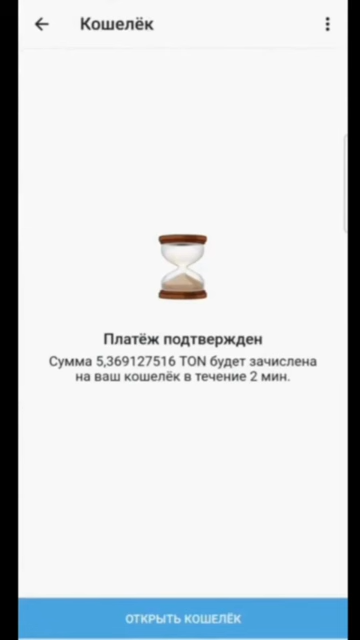 Кошелёк
Платёж подтвержден
Сумма 5,369127516 TON будет зачислена
на ваш кошелёк в течение 2 мин.
ОТКРЫТЬ КОШЕЛЁК